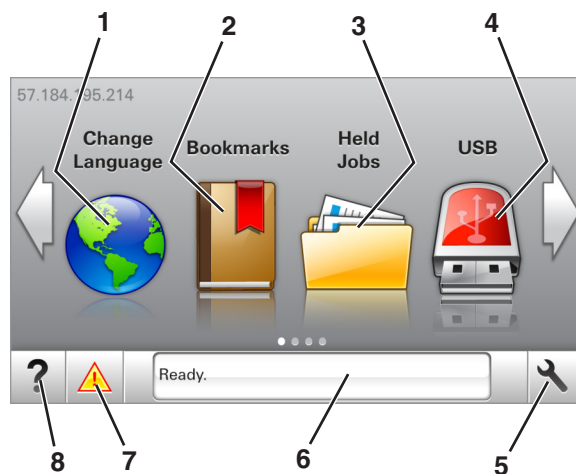 1 2 3 4
57.184.195.214
Change
Language
Bookmarks
Held
Jobs
USB
?
Ready.
8 7 6 5